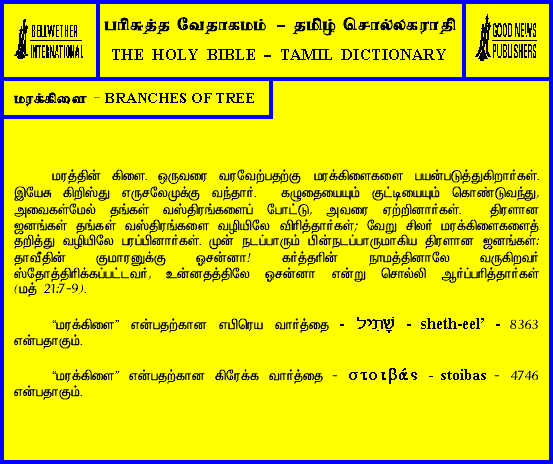 BELLWETHER
INTERNATIONAL
பரிசுத்த வேதாகமம் – தமிழ் சொல்லகராதி
THE HOLY BIBLE – TAMIL DICTIONARY
GOOD NEWS
PUBLISHERS
மரக்கிளை – BRANCHES OF TREE
மரத்தின் கிளை. ஒருவரை வரவேற்பதற்கு மரக்கிளைகளை பயன்படுத்துகிறார்கள்.
இயேசு கிறிஸ்து எருசலேமுக்கு வந்தார். கழுதையையும் குட்டியையும் கொண்டுவந்து,
அவைகள்மேல் தங்கள் வஸ்திரங்களைப் போட்டு, அவரை ஏற்றினார்கள். திரளான
ஜனங்கள் தங்கள் வஸ்திரங்களை வழியிலே விரித்தார்கள்; வேறு சிலர் மரக்கிளைகளைத்
தறித்து வழியிலே பரப்பினார்கள். முன் நடப்பாரும் பின்நடப்பாருமாகிய திரளான ஜனங்கள்:
தாவீதின் குமாரனுக்கு ஓசன்னா! கர்த்தரின் நாமத்தினாலே வருகிறவர்
ஸ்தோத்திரிக்கப்பட்டவர், உன்னதத்திலே ஓசன்னா என்று சொல்லி ஆர்ப்பரித்தார்கள்
(மத் 21:7-9).
“மரக்கிளை” என்பதற்கான எபிரெய வார்த்தை - שָׁתִיל - sheth-eel’ - 8363
என்பதாகும்.
“மரக்கிளை” என்பதற்கான கிரேக்க வார்த்தை - στοιβάς - stoibas - 4746
என்பதாகும்.